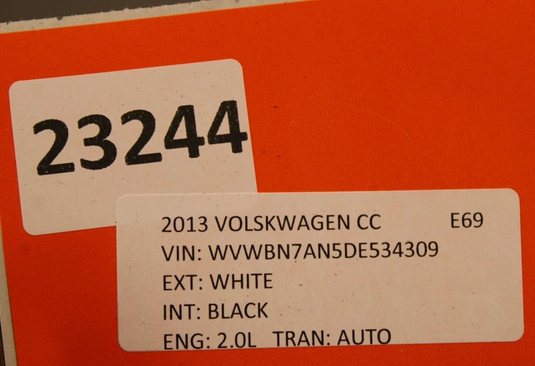 23244
2013 VOLSKWAGEN CC E69
VIN: WVWBN7AN5DE534309
EXT: WHITE
INT: BLACK
ENG: 2.0L TRAN: AUTO